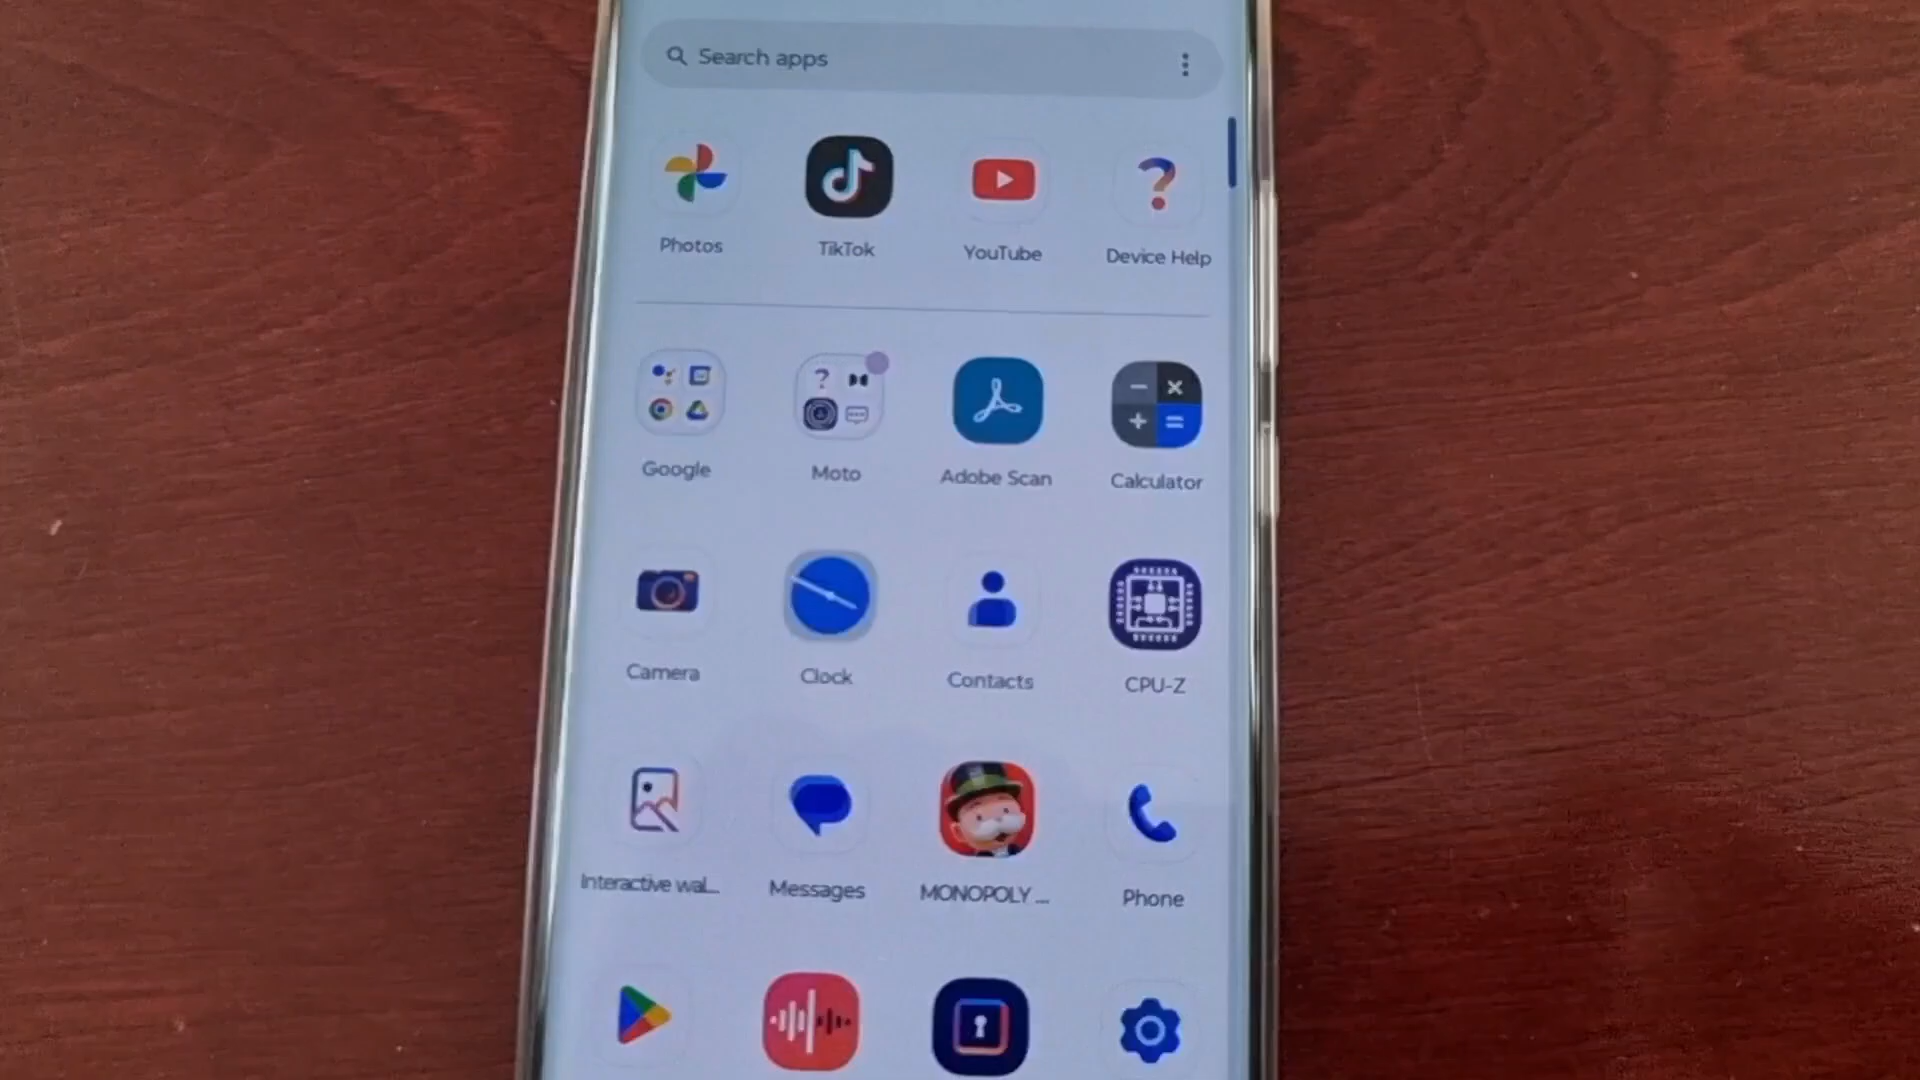 Search apps
Photos
TikTok
YouTube
Device Help
Google
Moto
Adobe Scan
Calculator
Camera
Clock
Contacts
CPU-Z
Interactive wal...
Messages
MONOPOLY ...
Phone